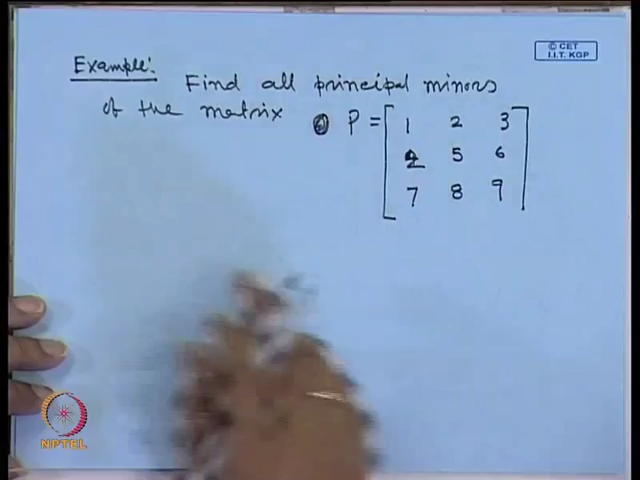 Example:
© CET
I.I.T. KGP
Find all principal minors
of the matrix P = 1 2 3
2 5 6
7 8 9
NPTEL